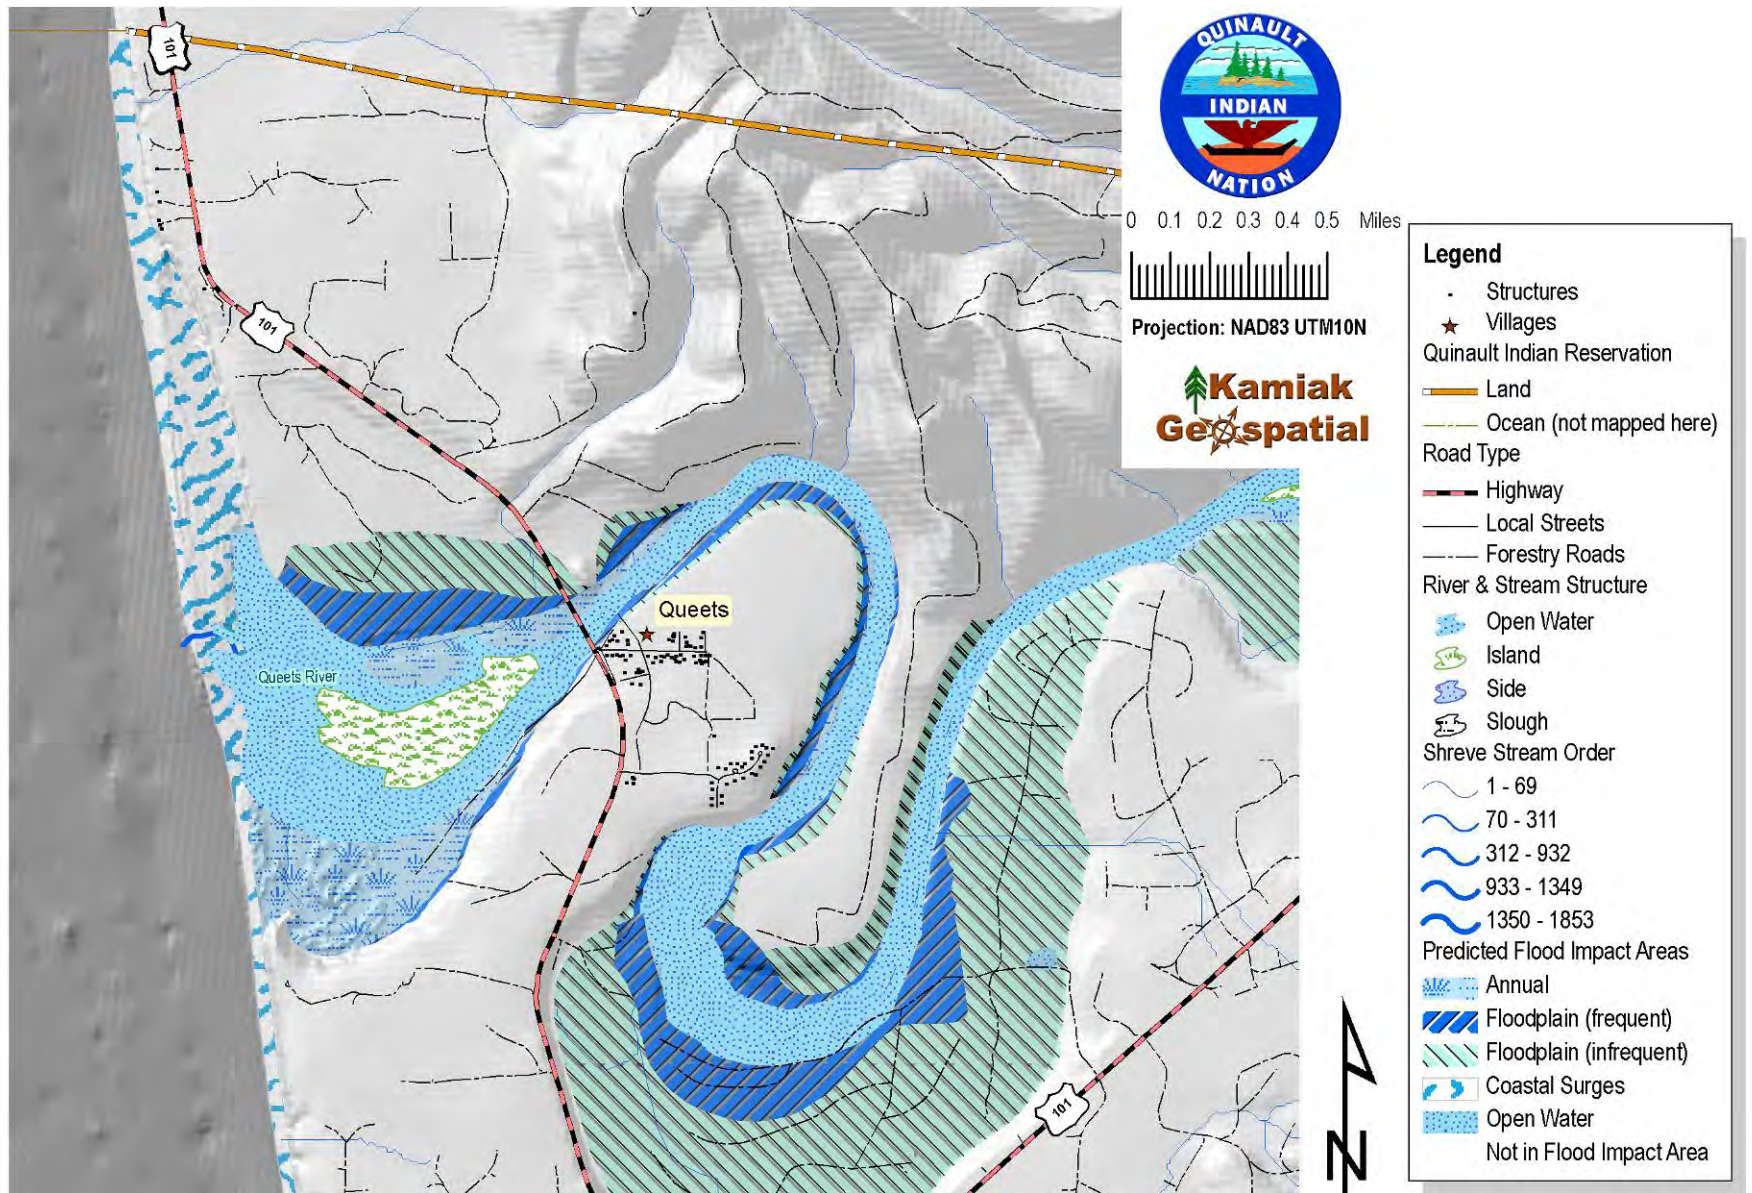 101
QUINAULT
INDIAN
NATION
0 0.1 0.2 0.3 0.4 0.5 Miles
Projection: NAD83 UTM10N
Kamiak
Geospatial
101
Queets
Queets River
101
N
Legend
Structures
Villages
Quinault Indian Reservation
Land
Ocean (not mapped here)
Road Type
Highway
Local Streets
Forestry Roads
River & Stream Structure
Open Water
Island
Side
Slough
Shreve Stream Order
1 - 69
70 - 311
312 - 932
933 - 1349
1350 - 1853
Predicted Flood Impact Areas
Annual
Floodplain (frequent)
Floodplain (infrequent)
Coastal Surges
Open Water
Not in Flood Impact Area